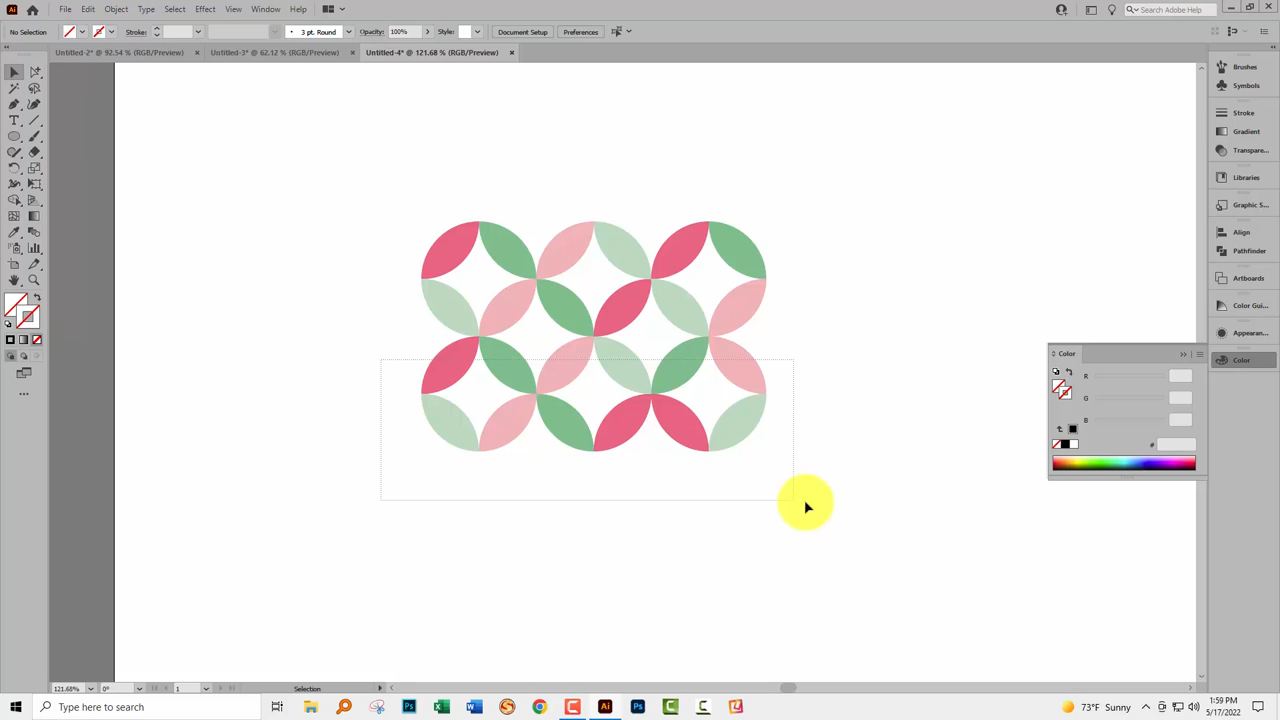 Ai File Edit Object Type Select Effect View Window Help Search Adobe Help
No Selection Stroke: 3 pt. Round Opacity: 100% Style: Document Setup Preferences
Untitled-2* @ 92.54 % (RGB/Preview) × Untitled-3* @ 62.12 % (RGB/Preview) × Untitled-4* @ 121.68 % (RGB/Preview) ×
Brushes
Symbols
Stroke
Gradient
Transpare...
Libraries
Graphic S...
Align
Pathfinder
Artboards
Color Gui...
Appearan...
Color
Color
R
G
B
#
121.68% 0° 1 Selection
Type here to search
73°F Sunny
1:59 PM
5/17/2022